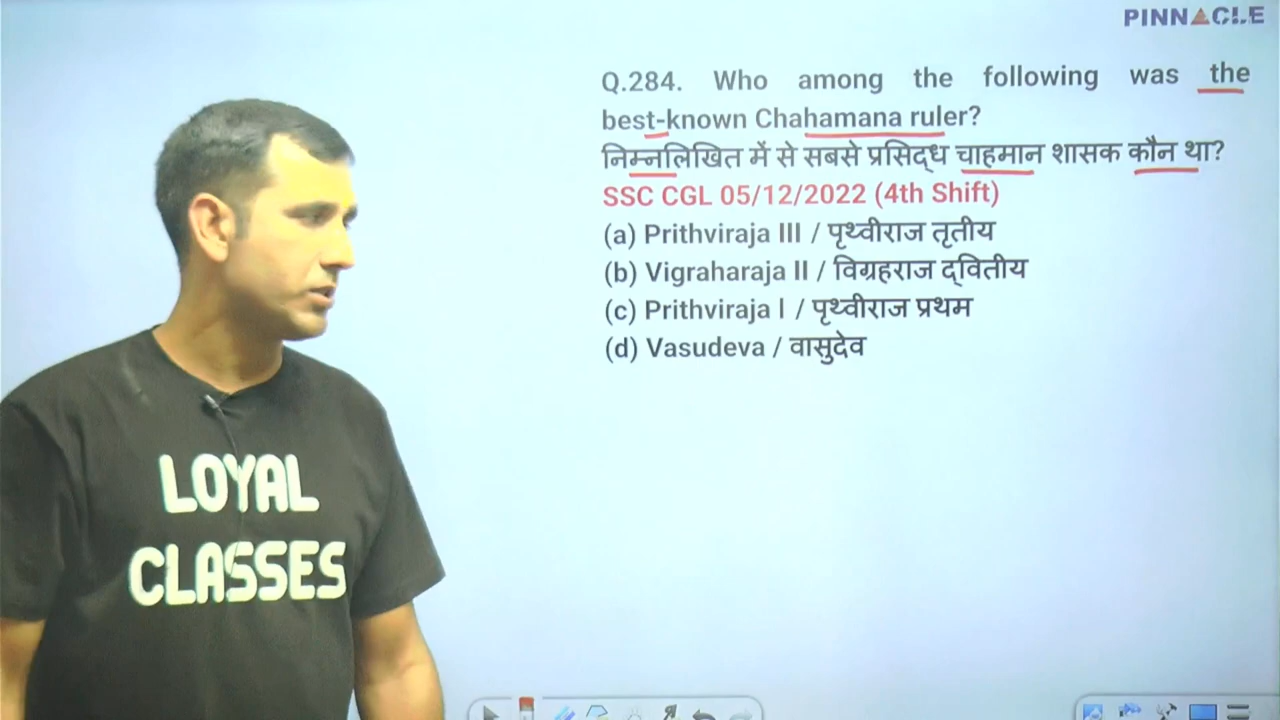 PINNACLE
Q.284. Who among the following was the
best-known Chahamana ruler?
निम्नलिखित में से सबसे प्रसिद्ध चाहमान शासक कौन था?
SSC CGL 05/12/2022 (4th Shift)
(a) Prithviraja III / पृथ्वीराज तृतीय
(b) Vigraharaja II / विग्रहराज द्वितीय
(c) Prithviraja I / पृथ्वीराज प्रथम
(d) Vasudeva / वासुदेव
LOYAL
CLASSES